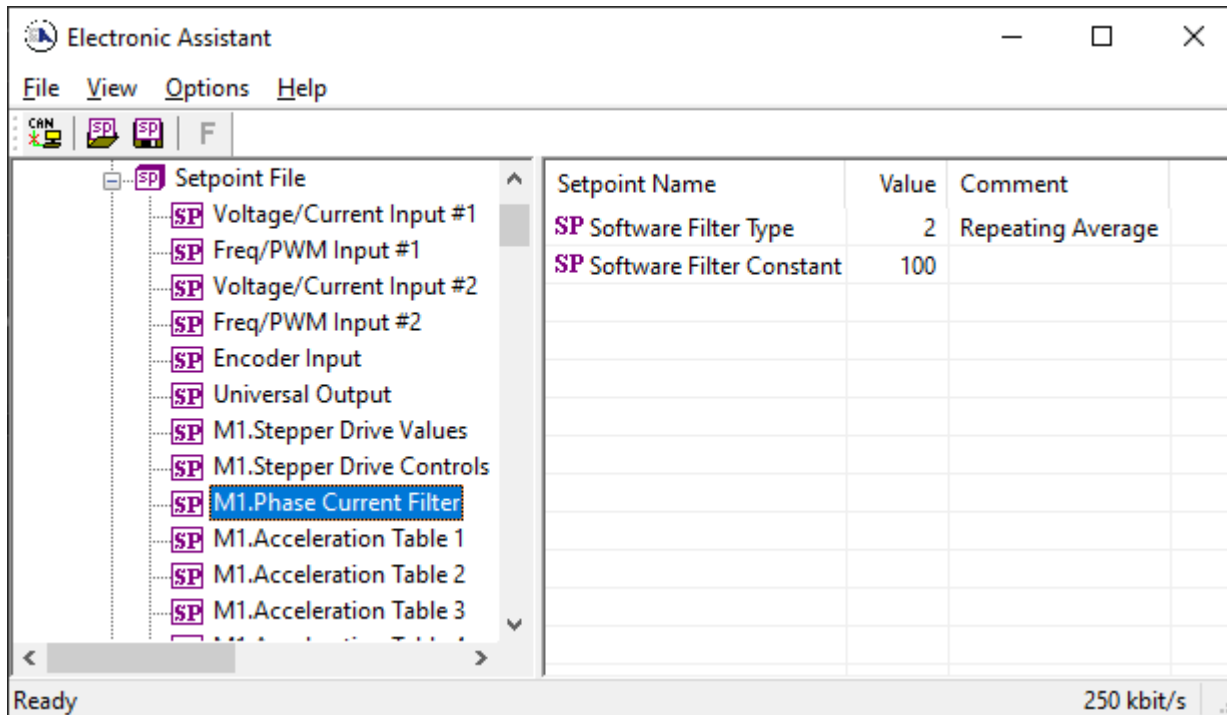 Electronic Assistant
File View Options Help
CAN SP SP F
SP Setpoint File
SP Voltage/Current Input #1
SP Freq/PWM Input #1
SP Voltage/Current Input #2
SP Freq/PWM Input #2
SP Encoder Input
SP Universal Output
SP M1.Stepper Drive Values
SP M1.Stepper Drive Controls
SP M1.Phase Current Filter
SP M1.Acceleration Table 1
SP M1.Acceleration Table 2
SP M1.Acceleration Table 3
Setpoint Name Value Comment
SP Software Filter Type 2 Repeating Average
SP Software Filter Constant 100
Ready 250 kbit/s